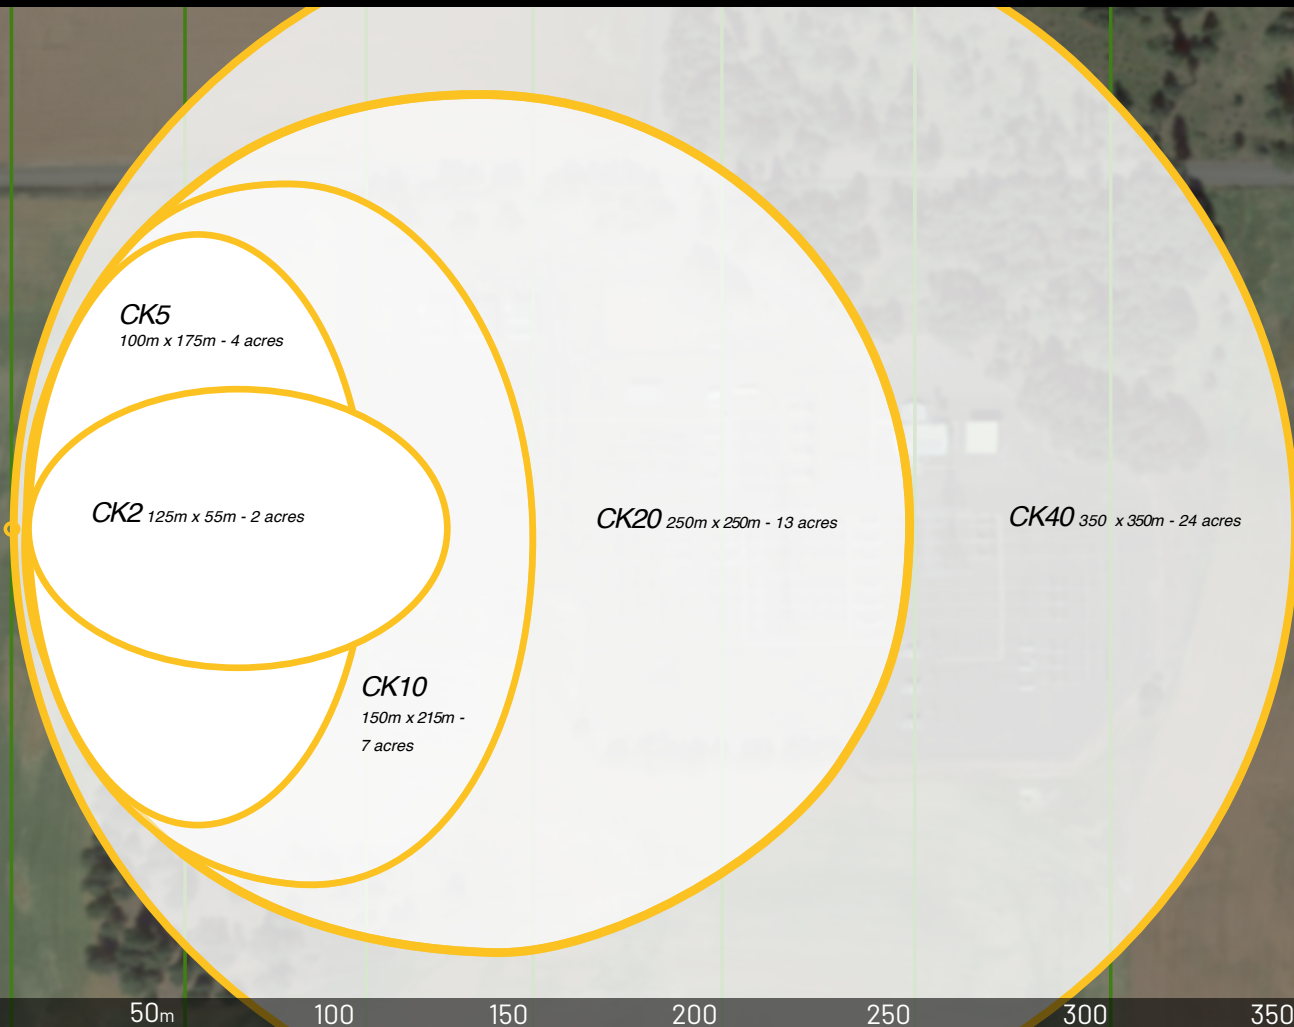 CK5
100m x 175m - 4 acres
CK2 125m x 55m - 2 acres
CK20 250m x 250m - 13 acres
CK40 350 x 350m - 24 acres
CK10
150m x 215m -
7 acres
50m 100 150 200 250 300 350